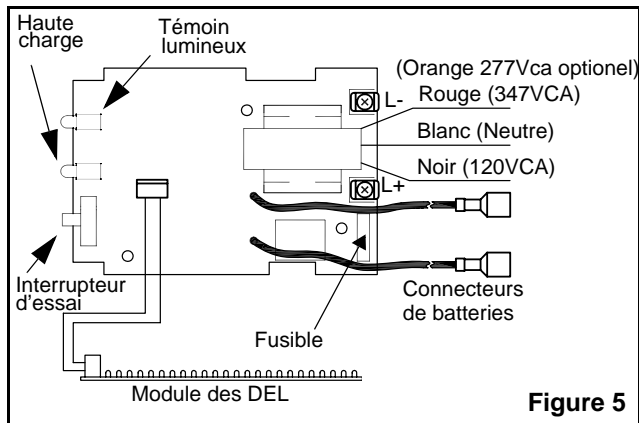 Haute
charge
Témoin
lumineux
(Orange 277Vca optionel)
L-
Rouge (347VCA)
Blanc (Neutre)
Noir (120VCA)
L+
Interrupteur
d'essai
Connecteurs
de batteries
Fusible
Module des DEL
Figure 5